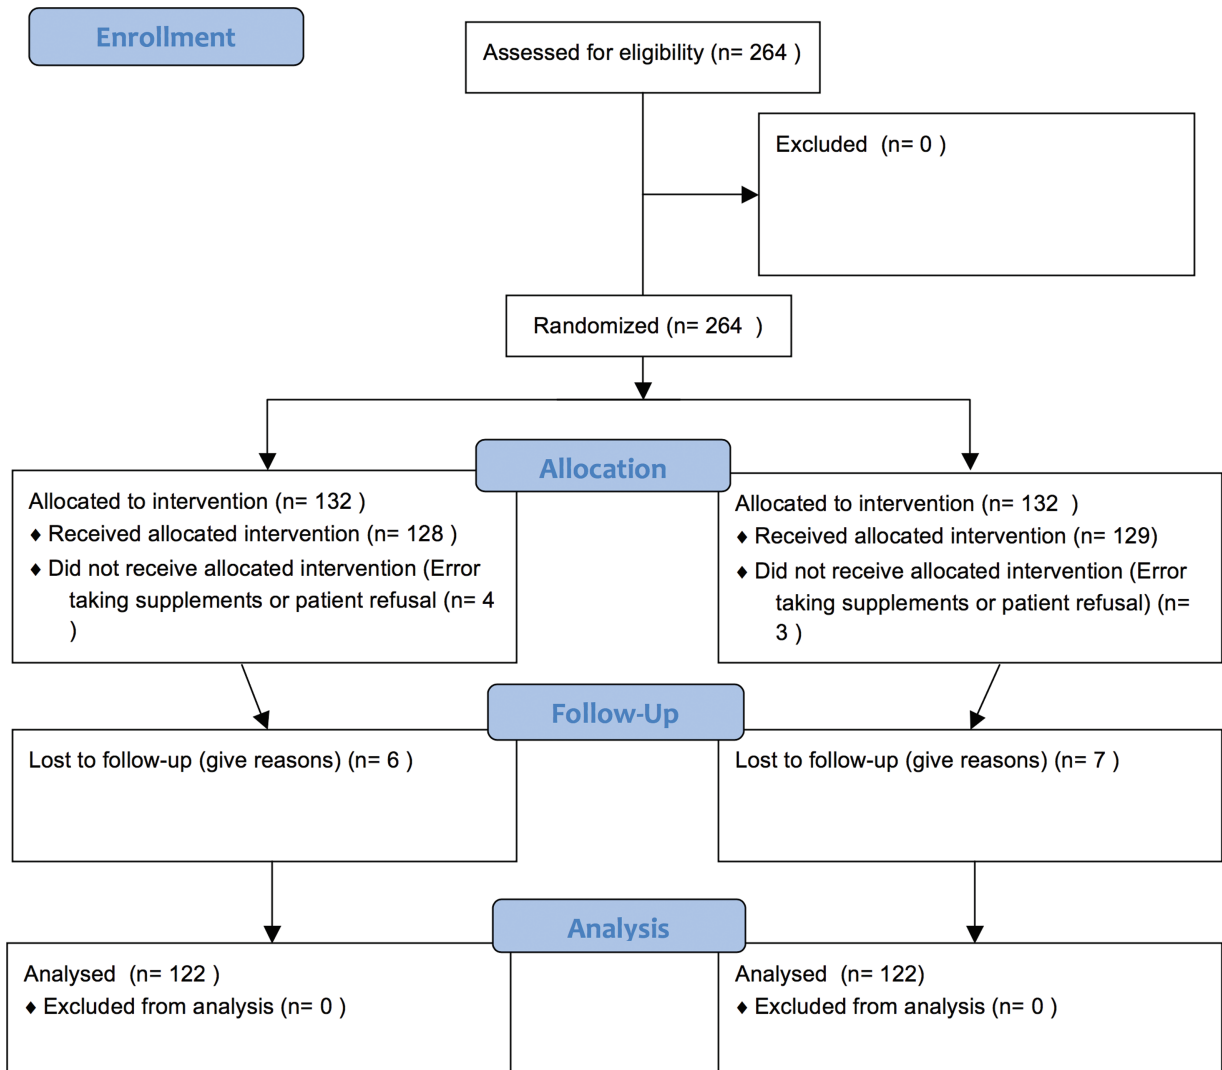 Enrollment
Assessed for eligibility (n= 264 )
Excluded (n= 0 )
Randomized (n= 264 )
Allocation
Allocated to intervention (n= 132 )
♦ Received allocated intervention (n= 128 )
♦ Did not receive allocated intervention (Error
taking supplements or patient refusal (n= 4
)
Allocated to intervention (n= 132 )
♦ Received allocated intervention (n= 129)
♦ Did not receive allocated intervention (Error
taking supplements or patient refusal) (n=
3 )
Follow-Up
Lost to follow-up (give reasons) (n= 6 )
Lost to follow-up (give reasons) (n= 7 )
Analysis
Analysed (n= 122 )
♦ Excluded from analysis (n= 0 )
Analysed (n= 122)
♦ Excluded from analysis (n= 0 )